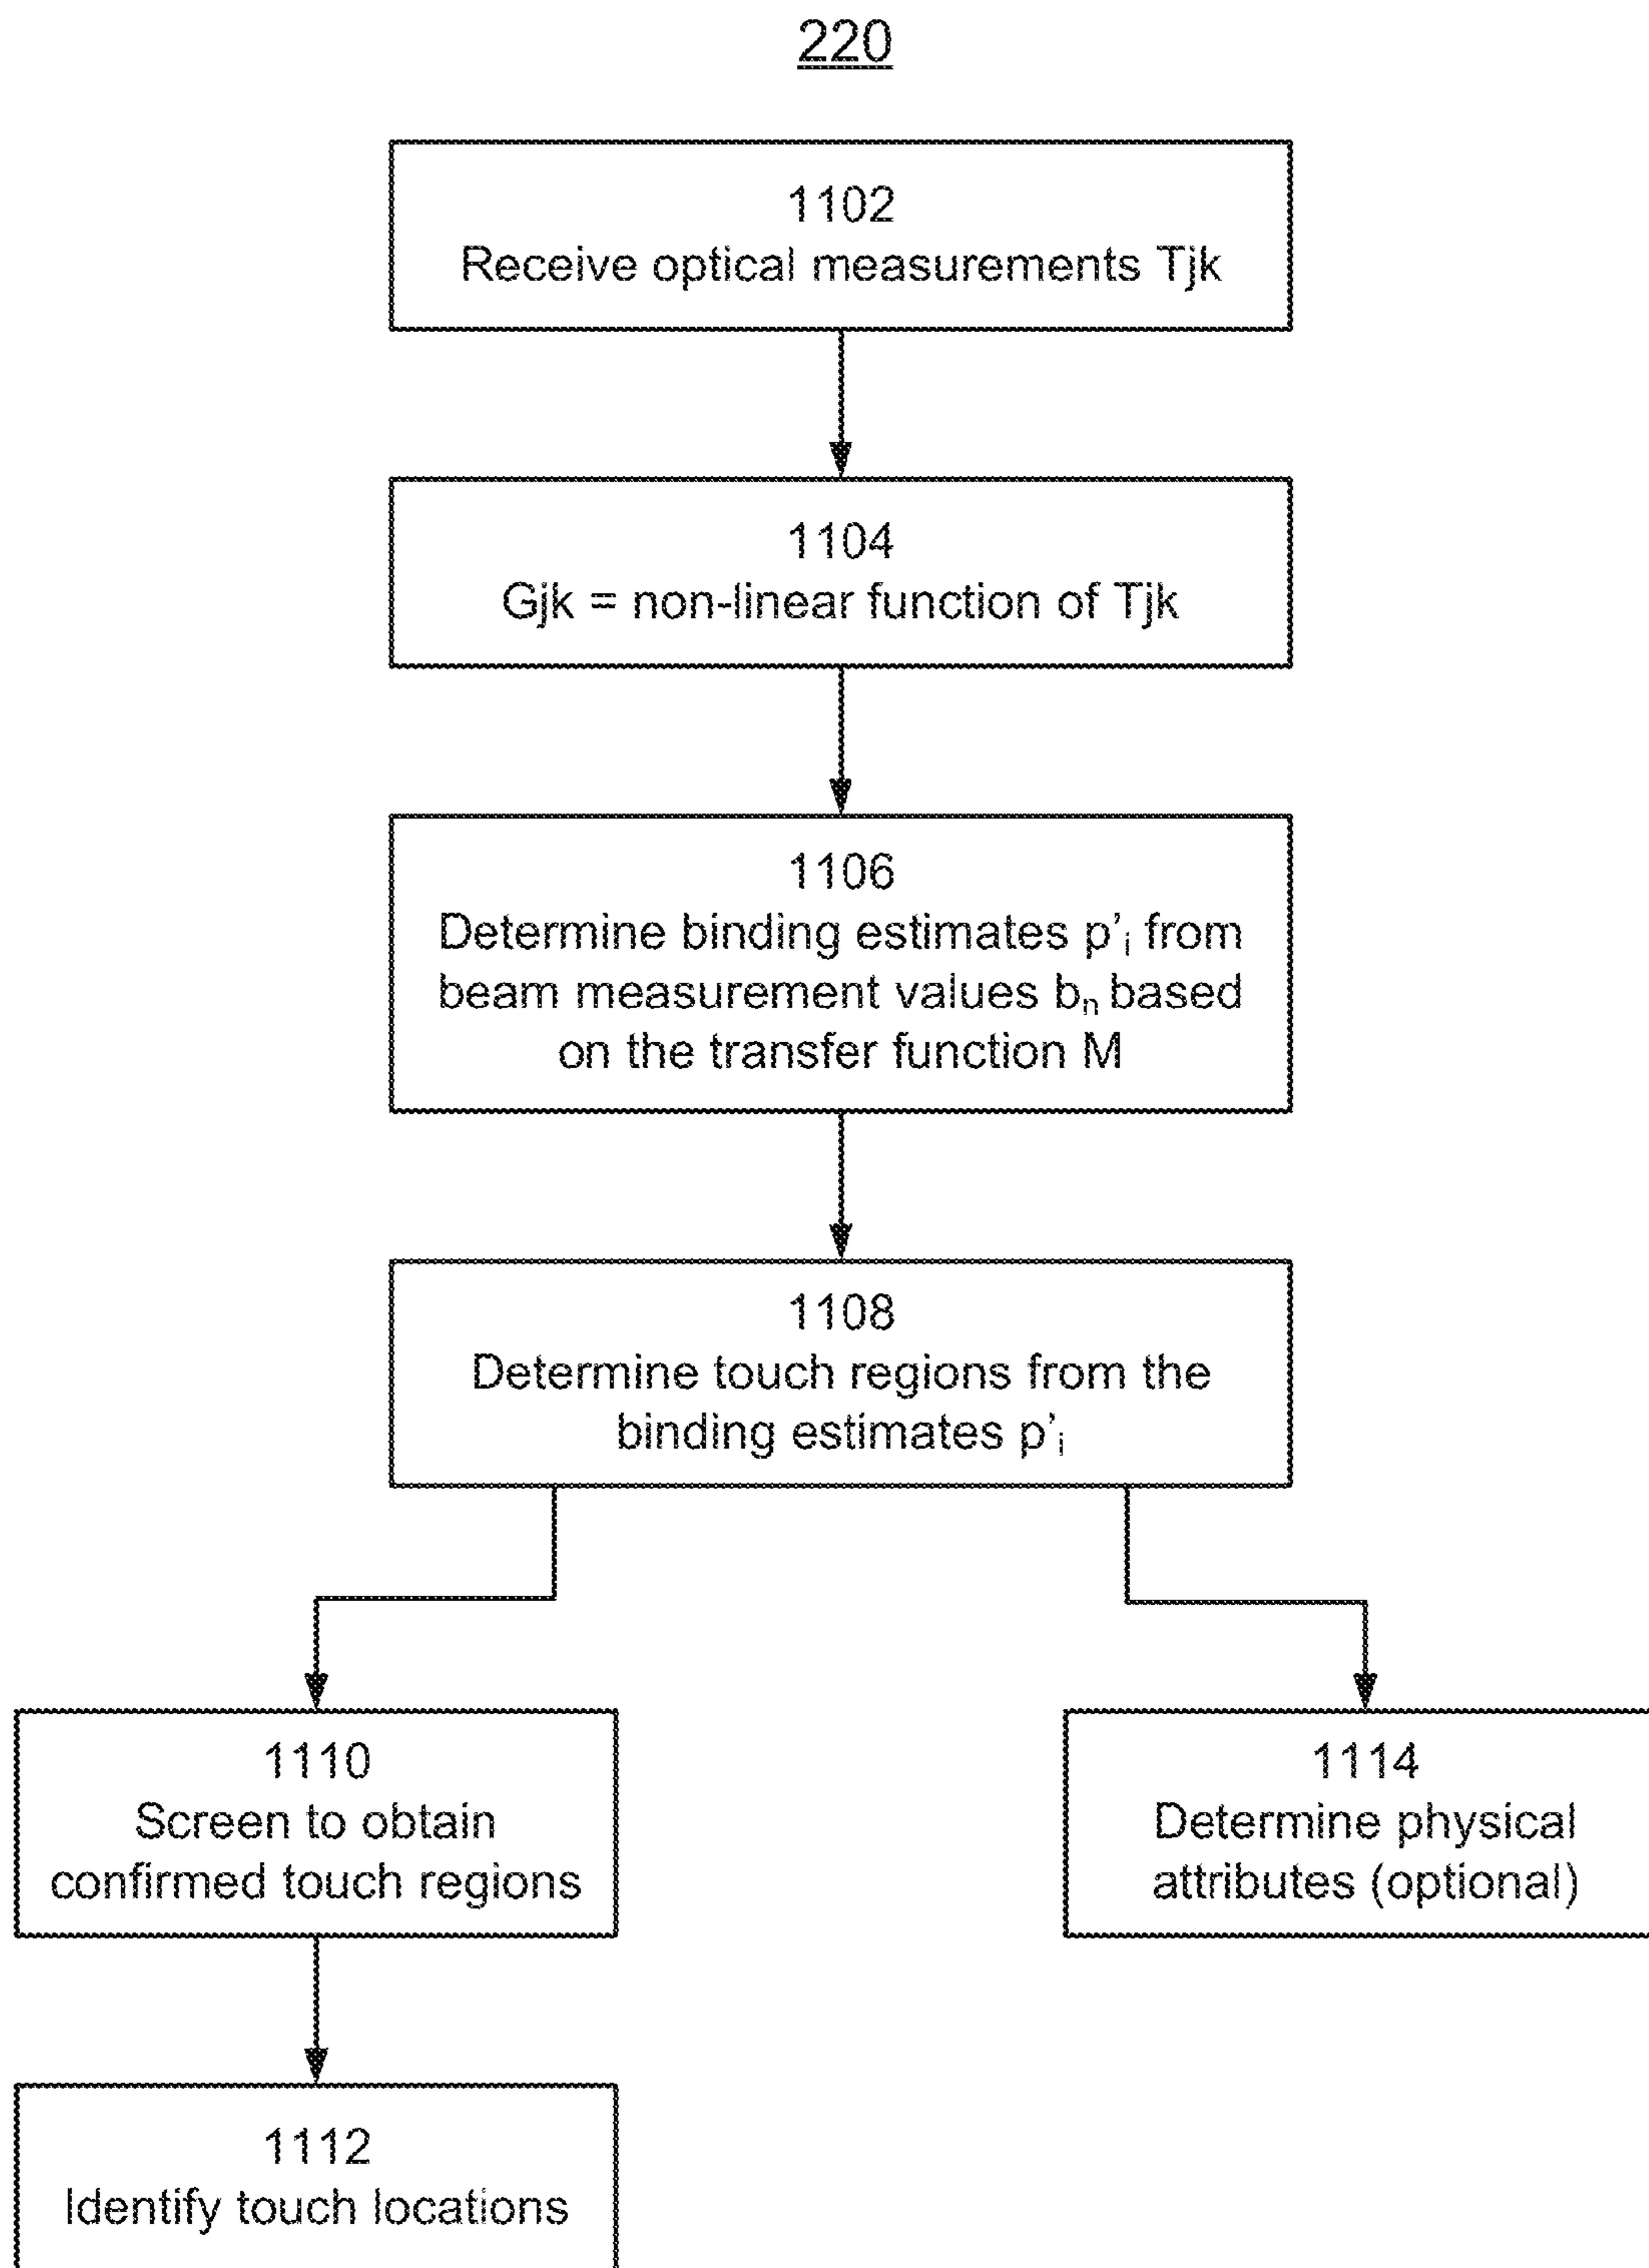 220
1102
Receive optical measurements Tjk
1104
Gjk = non-linear function of Tjk
1106
Determine binding estimates p'i from
beam measurement values bn based
on the transfer function M
1108
Determine touch regions from the
binding estimates p'i
1110
Screen to obtain
confirmed touch regions
1114
Determine physical
attributes (optional)
1112
Identify touch locations